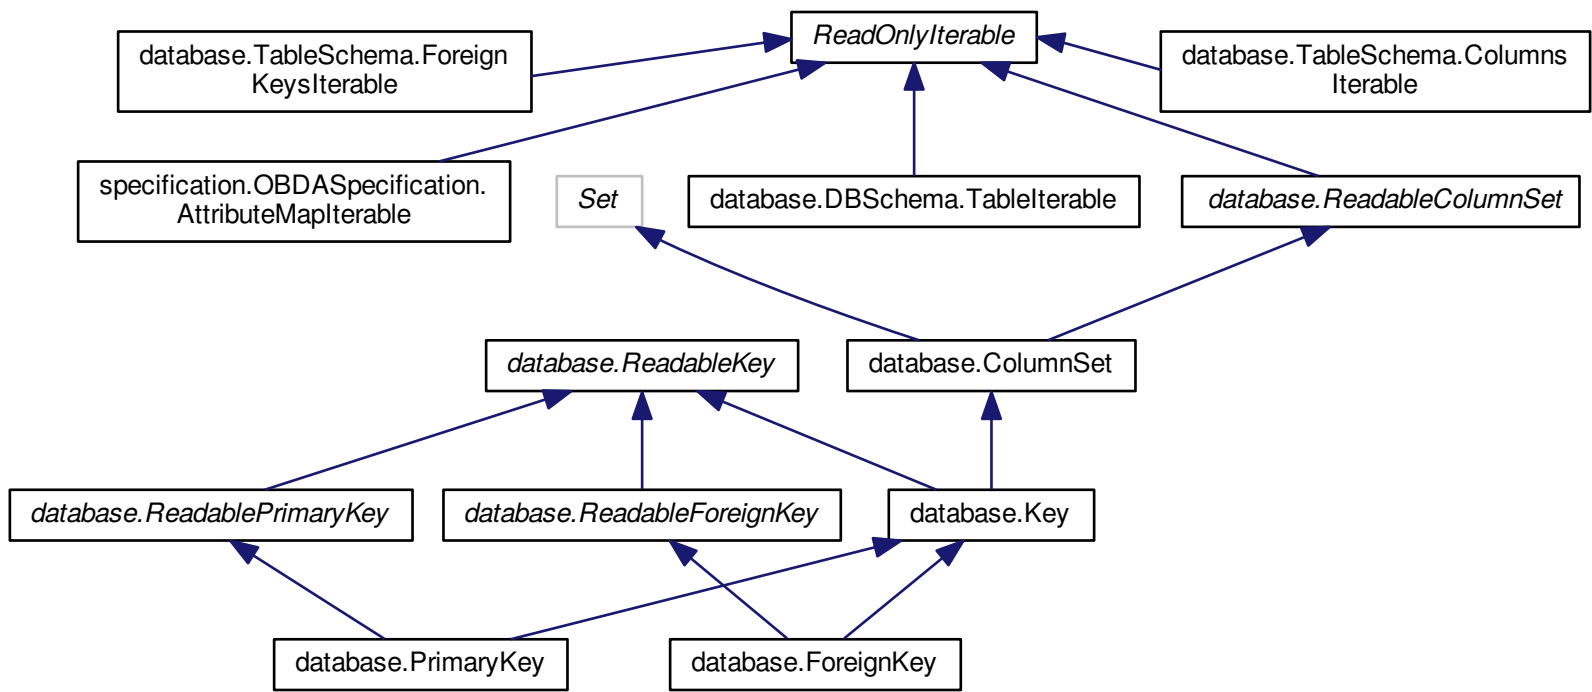 ReadOnlyIterable
database.TableSchema.Foreign
KeysIterable
database.TableSchema.Columns
Iterable
specification.OBDASpecification.
AttributeMapIterable
Set
database.DBSchema.TableIterable
database.ReadableColumnSet
database.ReadableKey
database.ColumnSet
database.ReadablePrimaryKey
database.ReadableForeignKey
database.Key
database.PrimaryKey
database.ForeignKey